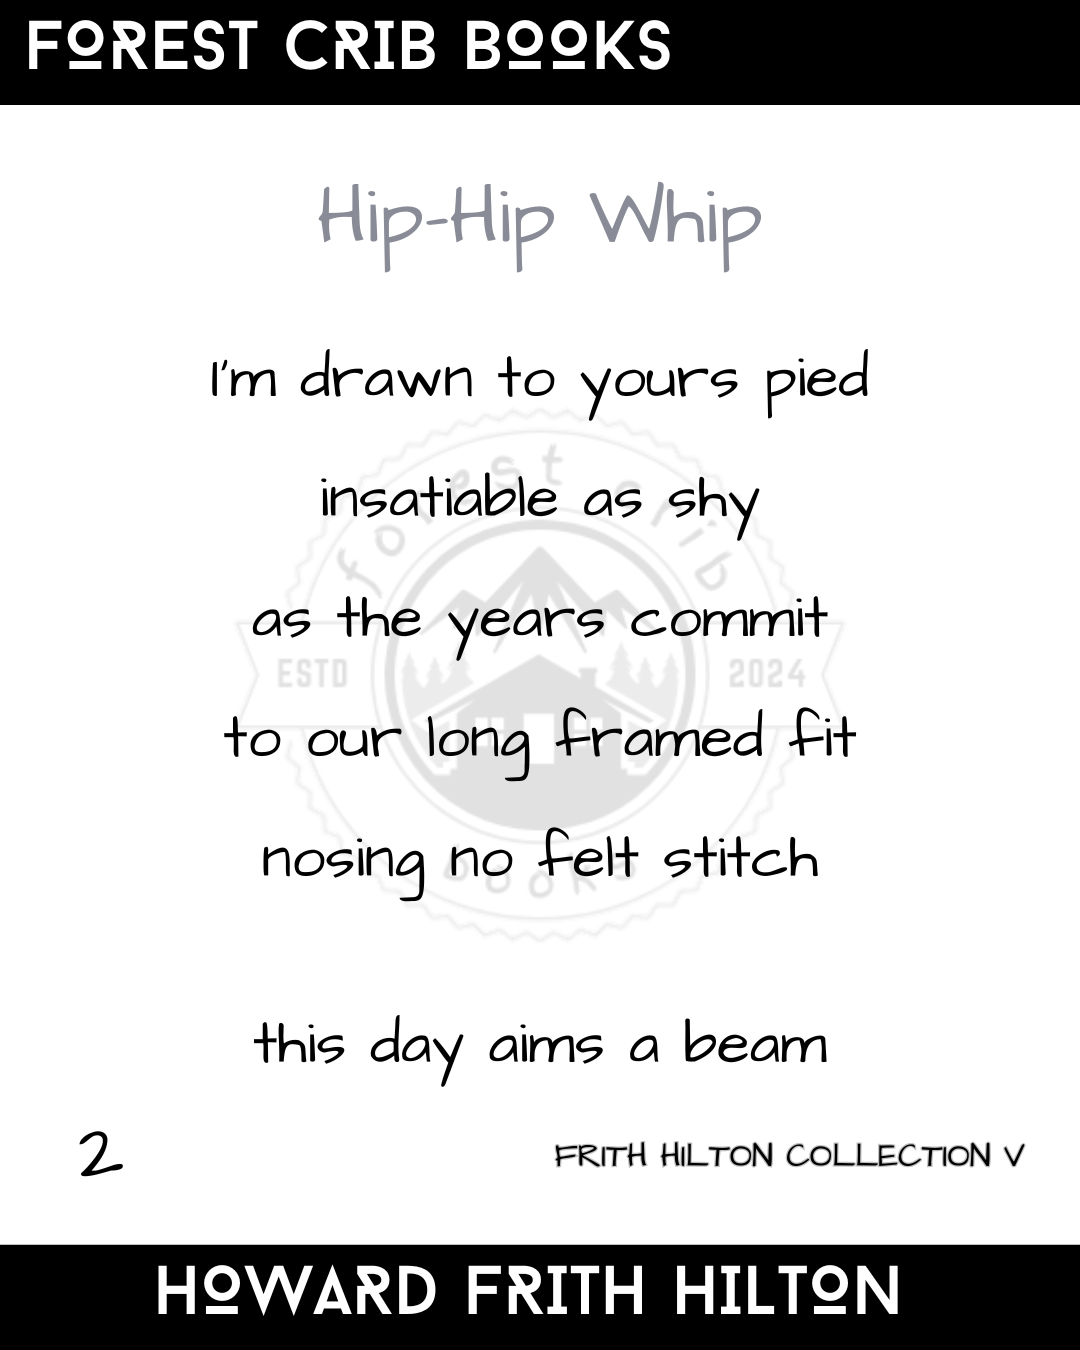 FOREST CRIB BOOKS
Hip-Hip Whip
I'm drawn to yours pied
insatiable as shy
as the years commit
to our long framed fit
nosing no felt stitch
this day aims a beam
forest crib
ESTD 2024
books
2
FRITH HILTON COLLECTION V
HOWARD FRITH HILTON